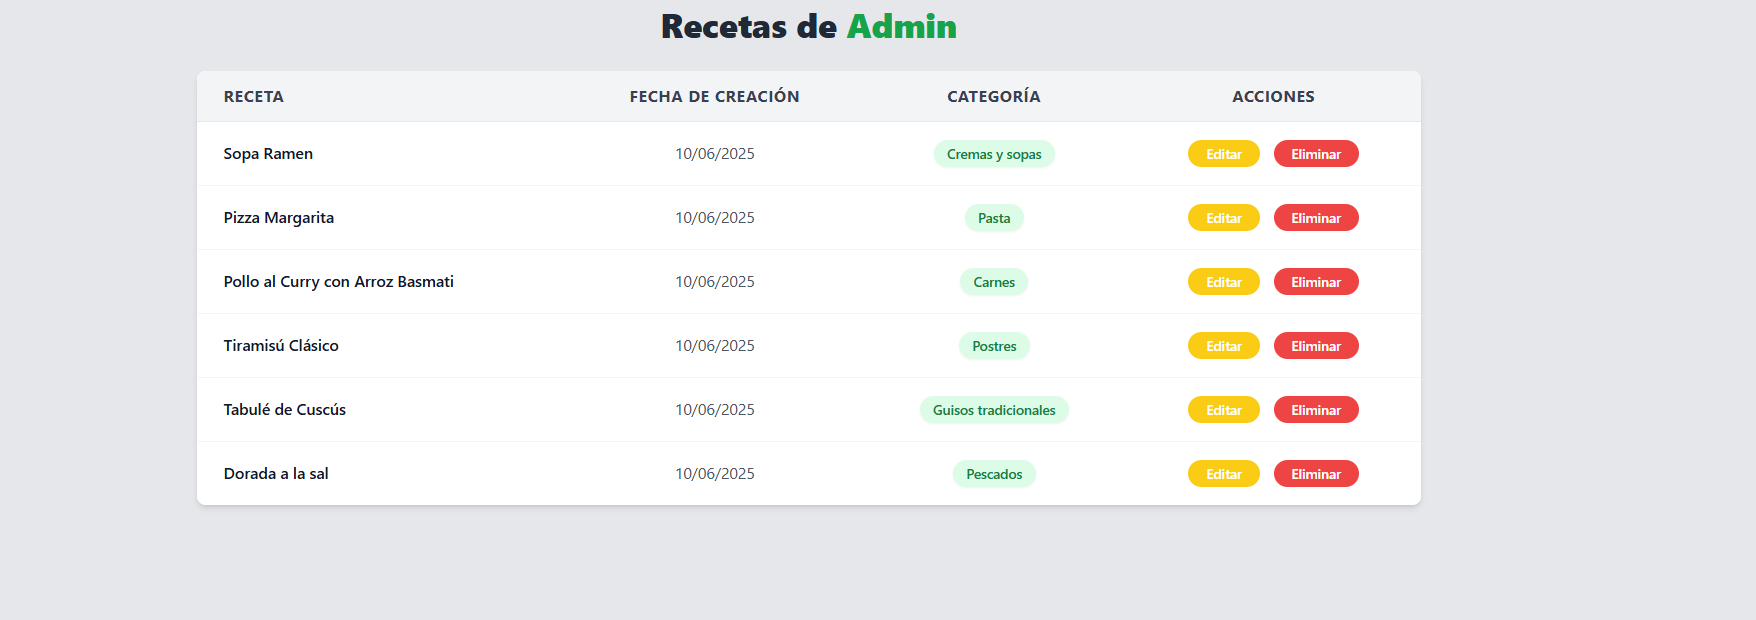 Recetas de Admin
RECETA FECHA DE CREACIÓN CATEGORÍA ACCIONES
Sopa Ramen 10/06/2025 Cremas y sopas Editar Eliminar
Pizza Margarita 10/06/2025 Pasta Editar Eliminar
Pollo al Curry con Arroz Basmati 10/06/2025 Carnes Editar Eliminar
Tiramisú Clásico 10/06/2025 Postres Editar Eliminar
Tabulé de Cuscús 10/06/2025 Guisos tradicionales Editar Eliminar
Dorada a la sal 10/06/2025 Pescados Editar Eliminar